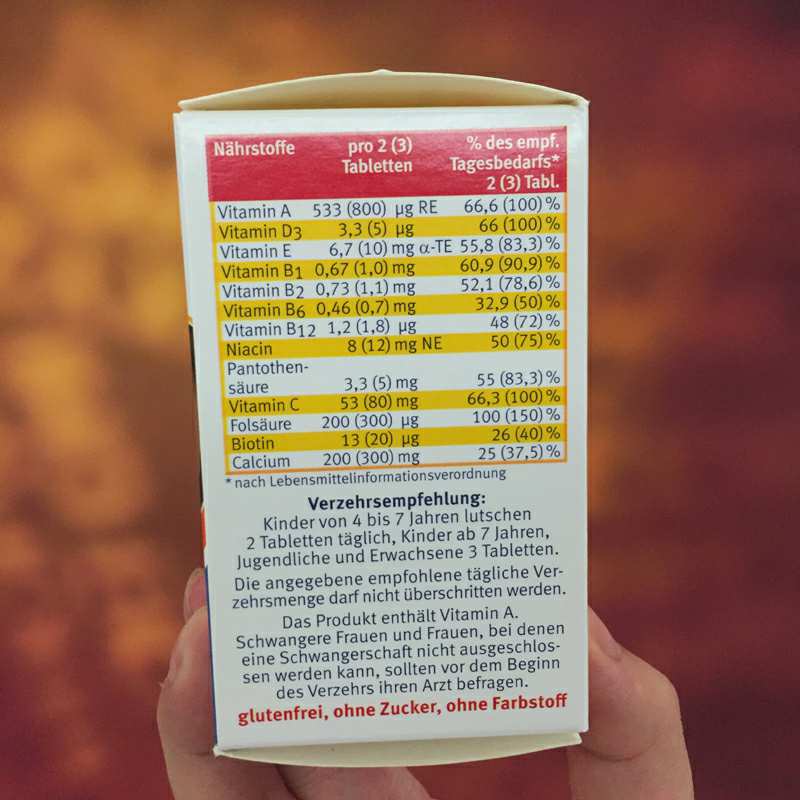 Nährstoffe pro 2 (3) Tabletten % des empf. Tagesbedarfs* 2 (3) Tabl.
Vitamin A 533 (800) µg RE 66,6 (100) %
Vitamin D3 3,3 (5) µg 66 (100) %
Vitamin E 6,7 (10) mg α-TE 55,8 (83,3) %
Vitamin B1 0,67 (1,0) mg 60,9 (90,9) %
Vitamin B2 0,73 (1,1) mg 52,1 (78,6) %
Vitamin B6 0,46 (0,7) mg 32,9 (50) %
Vitamin B12 1,2 (1,8) µg 48 (72) %
Niacin 8 (12) mg NE 50 (75) %
Pantothen-
säure 3,3 (5) mg 55 (83,3) %
Vitamin C 53 (80) mg 66,3 (100) %
Folsäure 200 (300) µg 100 (150) %
Biotin 13 (20) µg 26 (40) %
Calcium 200 (300) mg 25 (37,5) %
* nach Lebensmittelinformationsverordnung
Verzehrsempfehlung:
Kinder von 4 bis 7 Jahren lutschen
2 Tabletten täglich, Kinder ab 7 Jahren,
Jugendliche und Erwachsene 3 Tabletten.
Die angegebene empfohlene tägliche Ver-
zehrsmenge darf nicht überschritten werden.
Das Produkt enthält Vitamin A.
Schwangere Frauen und Frauen, bei denen
eine Schwangerschaft nicht ausgeschlos-
sen werden kann, sollten vor dem Beginn
des Verzehrs ihren Arzt befragen.
glutenfrei, ohne Zucker, ohne Farbstoff